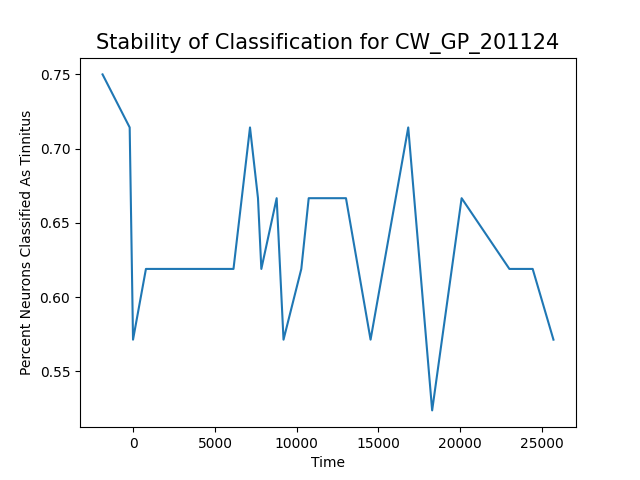 Stability of Classification for CW_GP_201124
Percent Neurons Classified As Tinnitus
0.75
0.70
0.65
0.60
0.55
0 5000 10000 15000 20000 25000
Time